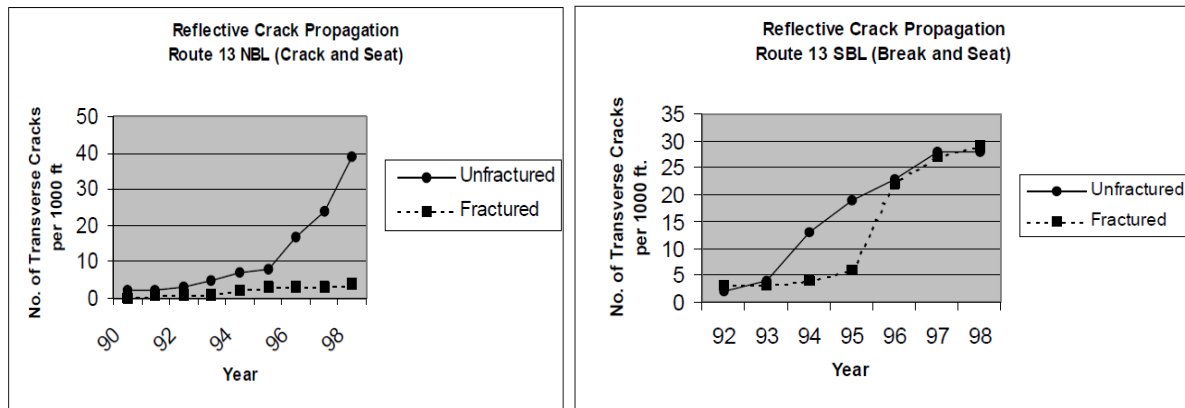 Reflective Crack Propagation
Route 13 NBL (Crack and Seat)
No. of Transverse Cracks
per 1000 ft
50
40
30
20
10
0
90
92
94
96
98
Year
Unfractured
Fractured
Reflective Crack Propagation
Route 13 SBL (Break and Seat)
No. of Transverse Cracks
per 1000 ft.
35
30
25
20
15
10
5
0
92 93 94 95 96 97 98
Year
Unfractured
Fractured